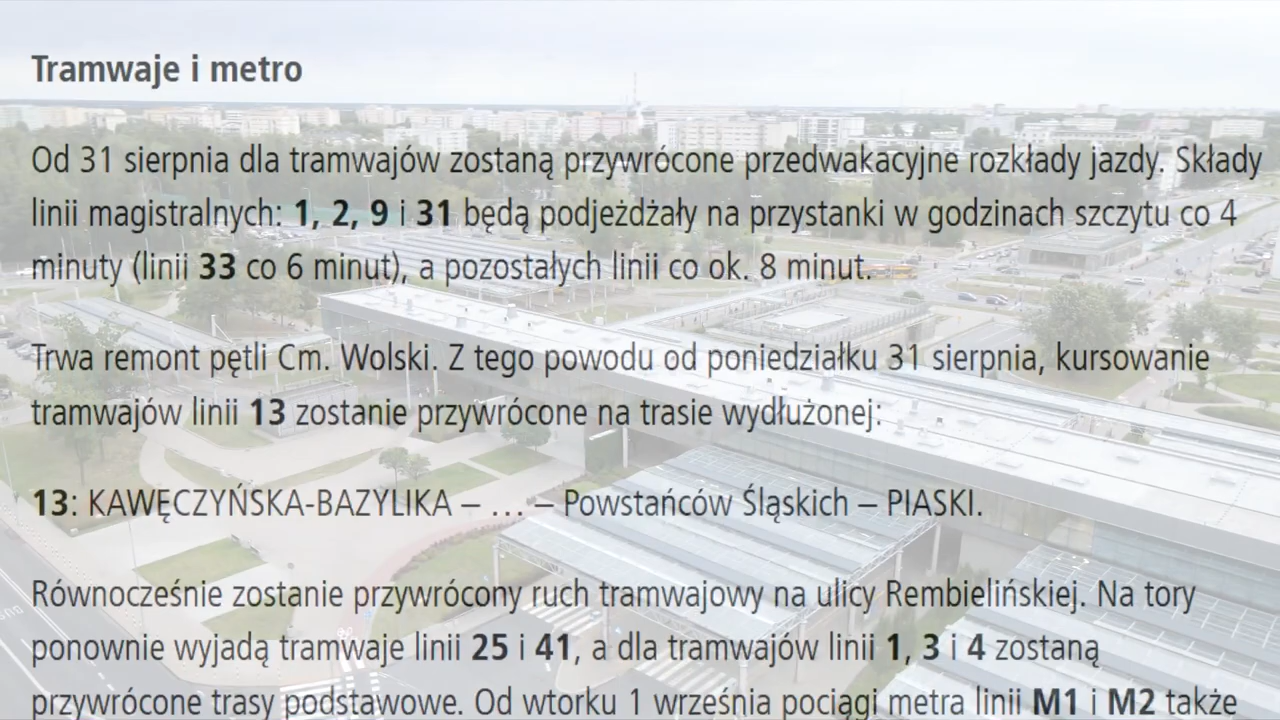 Tramwaje i metro
Od 31 sierpnia dla tramwajów zostaną przywrócone przedwakacyjne rozkłady jazdy. Składy
linii magistralnych: 1, 2, 9 i 31 będą podjeżdżały na przystanki w godzinach szczytu co 4
minuty (linii 33 co 6 minut), a pozostałych linii co ok. 8 minut.
Trwa remont pętli Cm. Wolski. Z tego powodu od poniedziałku 31 sierpnia, kursowanie
tramwajów linii 13 zostanie przywrócone na trasie wydłużonej:
13: KAWĘCZYŃSKA-BAZYLIKA – … – Powstańców Śląskich – PIASKI.
Równocześnie zostanie przywrócony ruch tramwajowy na ulicy Rembielińskiej. Na tory
ponownie wyjadą tramwaje linii 25 i 41, a dla tramwajów linii 1, 3 i 4 zostaną
przywrócone trasy podstawowe. Od wtorku 1 września pociągi metra linii M1 i M2 także